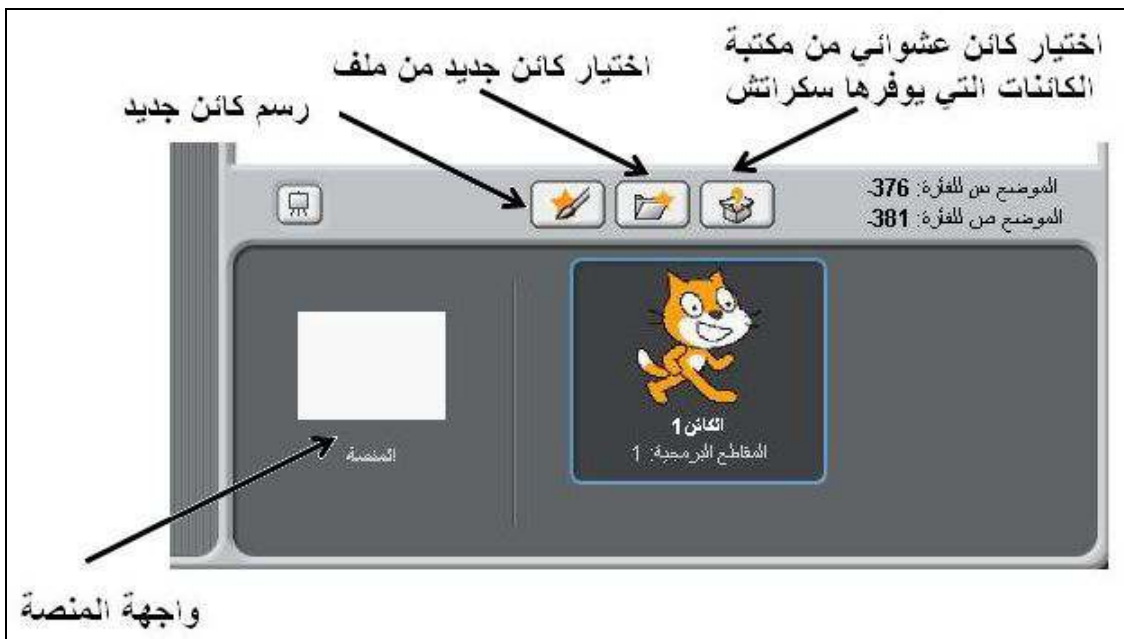 اختيار كائن عشوائي من مكتبة
الكائنات التي يوفرها سكراتش
اختيار كائن جديد من ملف
رسم كائن جديد
الموضع س للفأرة: 376-
الموضع ص للفأرة: 381-
الكائن1
المقاطع البرمجية: 1
المنصة
واجهة المنصة